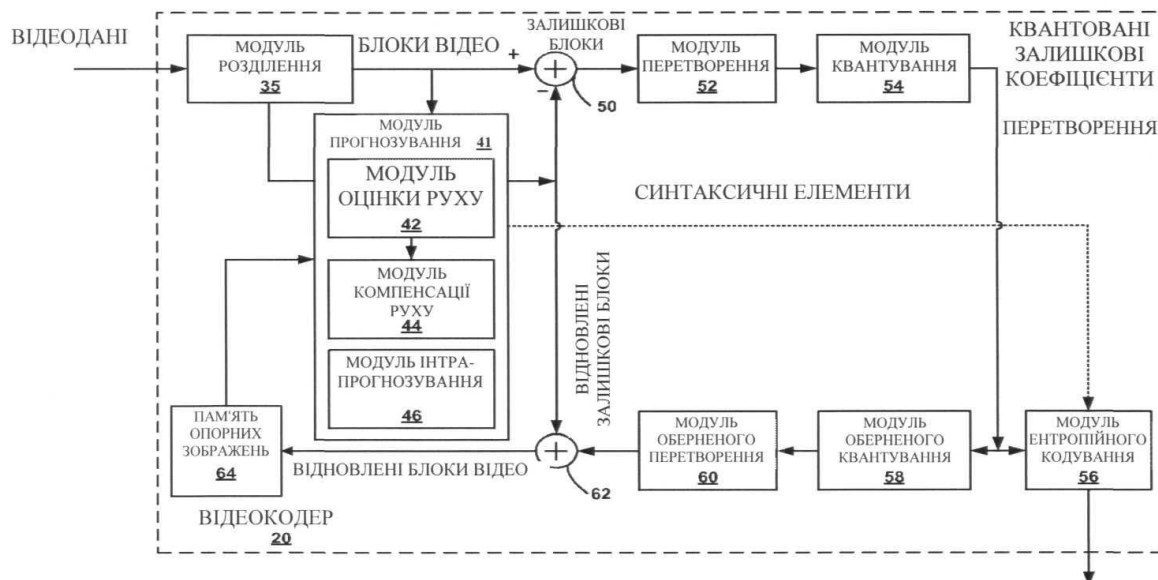 ВІДЕОДАНІ
МОДУЛЬ
РОЗДІЛЕННЯ
35
БЛОКИ ВІДЕО
+
ЗАЛИШКОВІ
БЛОКИ
+
–
50
МОДУЛЬ
ПЕРЕТВОРЕННЯ
52
МОДУЛЬ
КВАНТУВАННЯ
54
КВАНТОВАНІ
ЗАЛИШКОВІ
КОЕФІЦІЄНТИ
ПЕРЕТВОРЕННЯ
МОДУЛЬ
ПРОГНОЗУВАННЯ 41
МОДУЛЬ
ОЦІНКИ РУХУ
42
СИНТАКСИЧНІ ЕЛЕМЕНТИ
МОДУЛЬ
КОМПЕНСАЦІЇ
РУХУ
44
МОДУЛЬ ІНТРА-
ПРОГНОЗУВАННЯ
46
ВІДНОВЛЕНІ
ЗАЛИШКОВІ БЛОКИ
ПАМ'ЯТЬ
ОПОРНИХ
ЗОБРАЖЕНЬ
64
ВІДНОВЛЕНІ БЛОКИ ВІДЕО
+
62
МОДУЛЬ
ОБЕРНЕНОГО
ПЕРЕТВОРЕННЯ
60
МОДУЛЬ
ОБЕРНЕНОГО
КВАНТУВАННЯ
58
МОДУЛЬ
ЕНТРОПІЙНОГО
КОДУВАННЯ
56
ВІДЕОКОДЕР
20